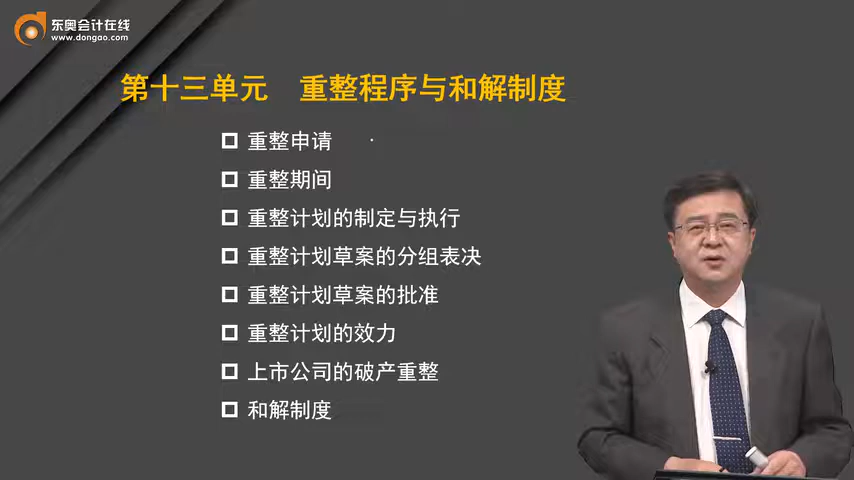 东奥会计在线
www.dongao.com
第十三单元 重整程序与和解制度
重整申请
重整期间
重整计划的制定与执行
重整计划草案的分组表决
重整计划草案的批准
重整计划的效力
上市公司的破产重整
和解制度